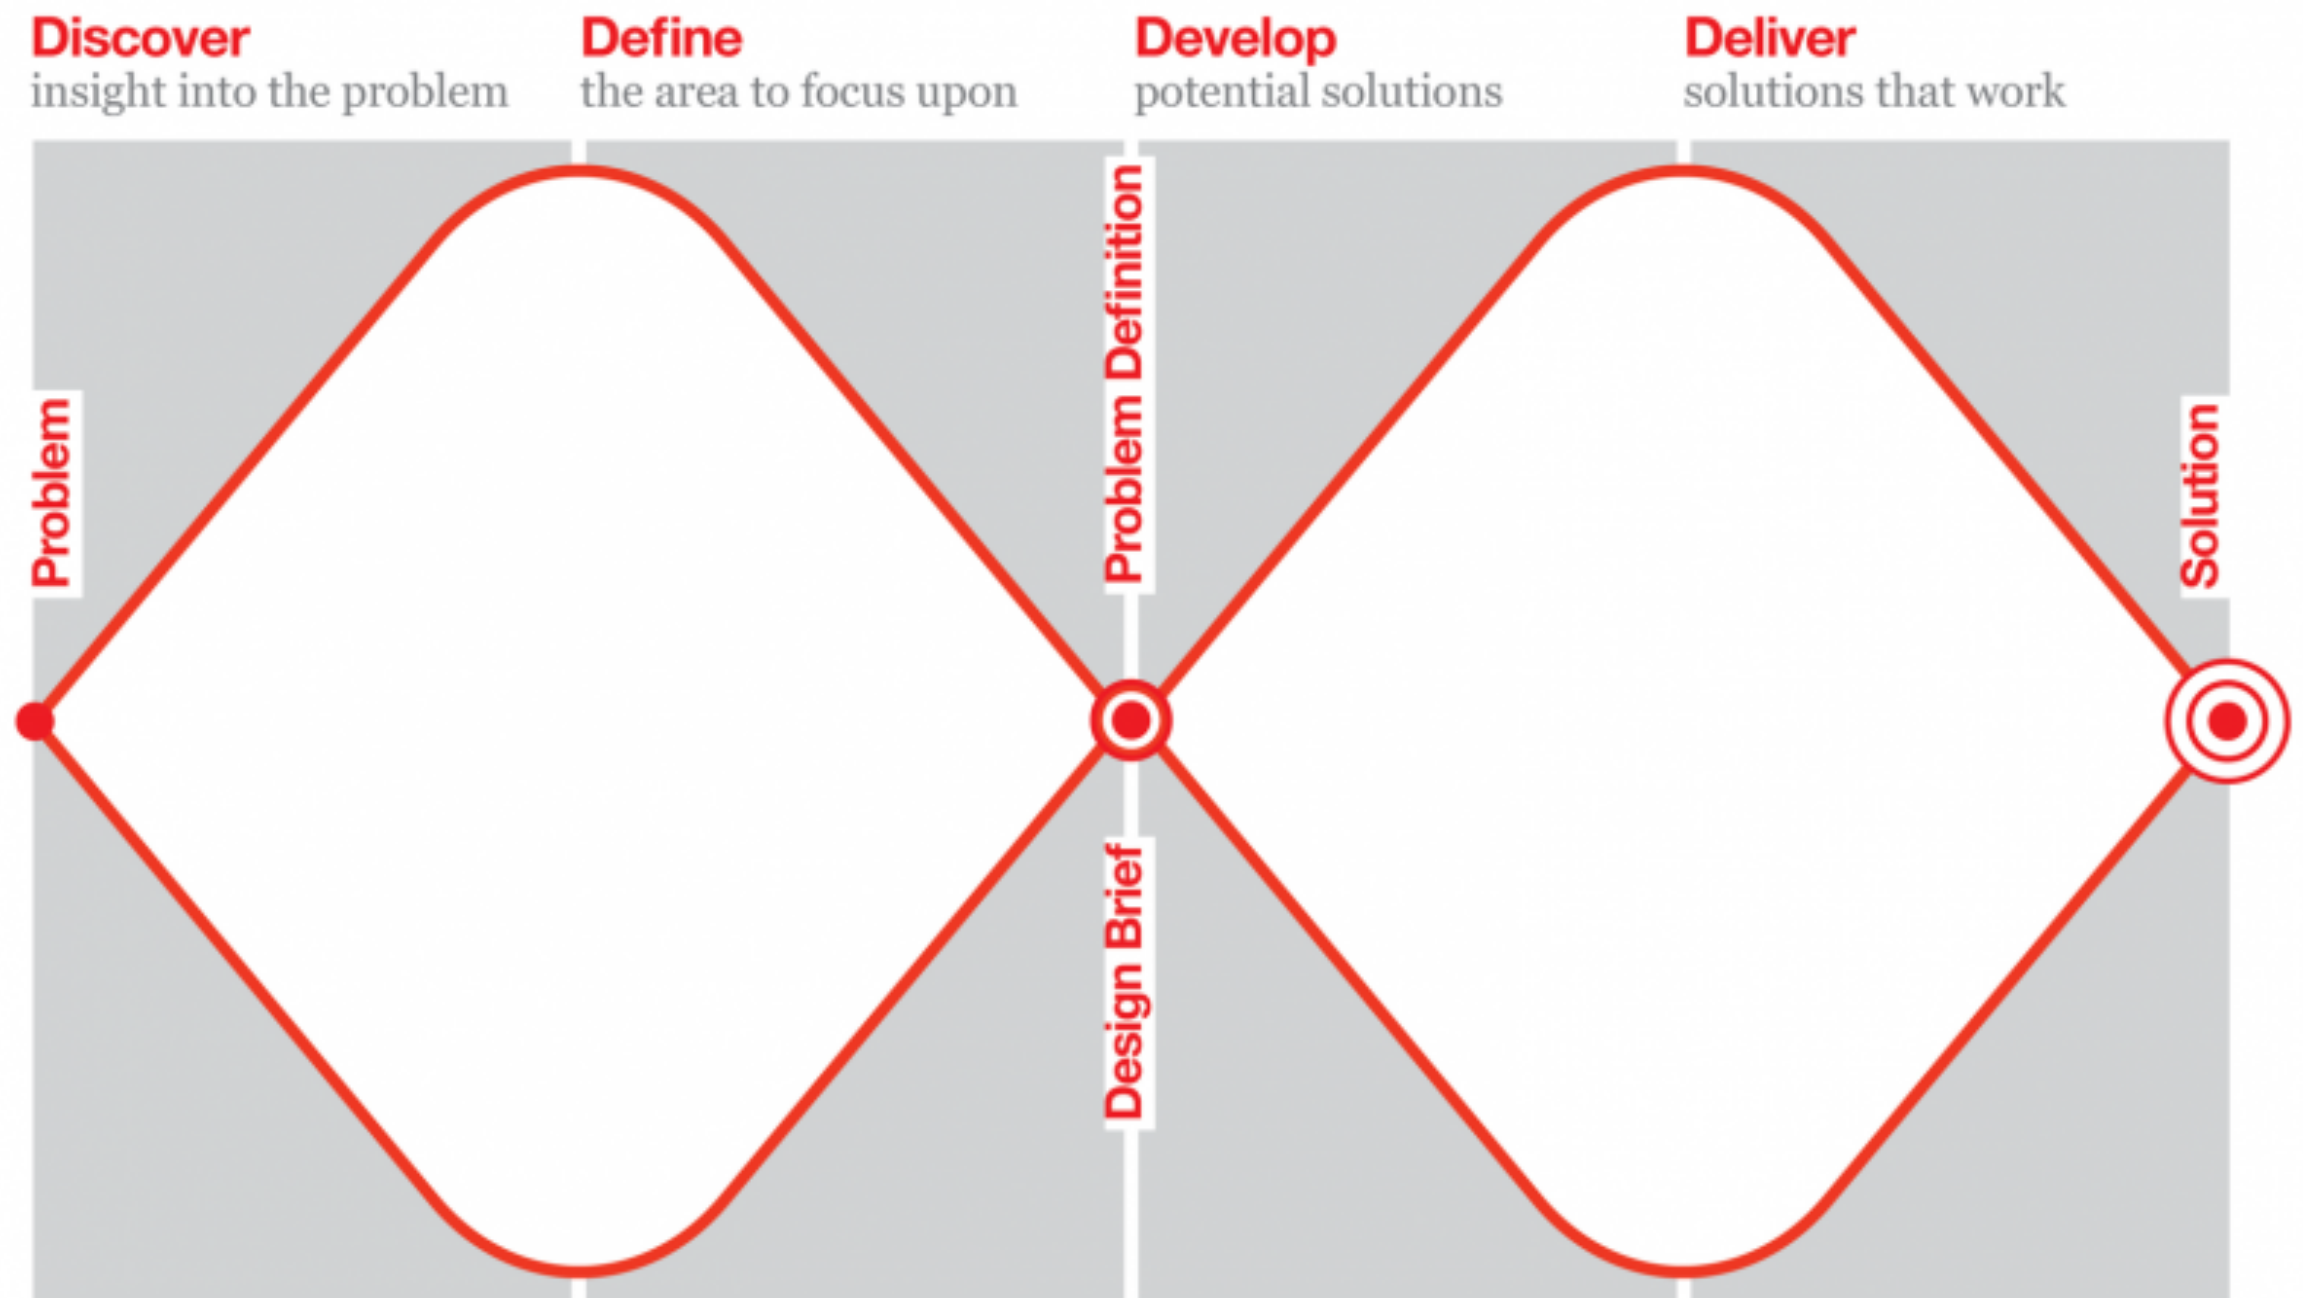 Discover
insight into the problem
Define
the area to focus upon
Develop
potential solutions
Deliver
solutions that work
Problem
Problem Definition
Design Brief
Solution